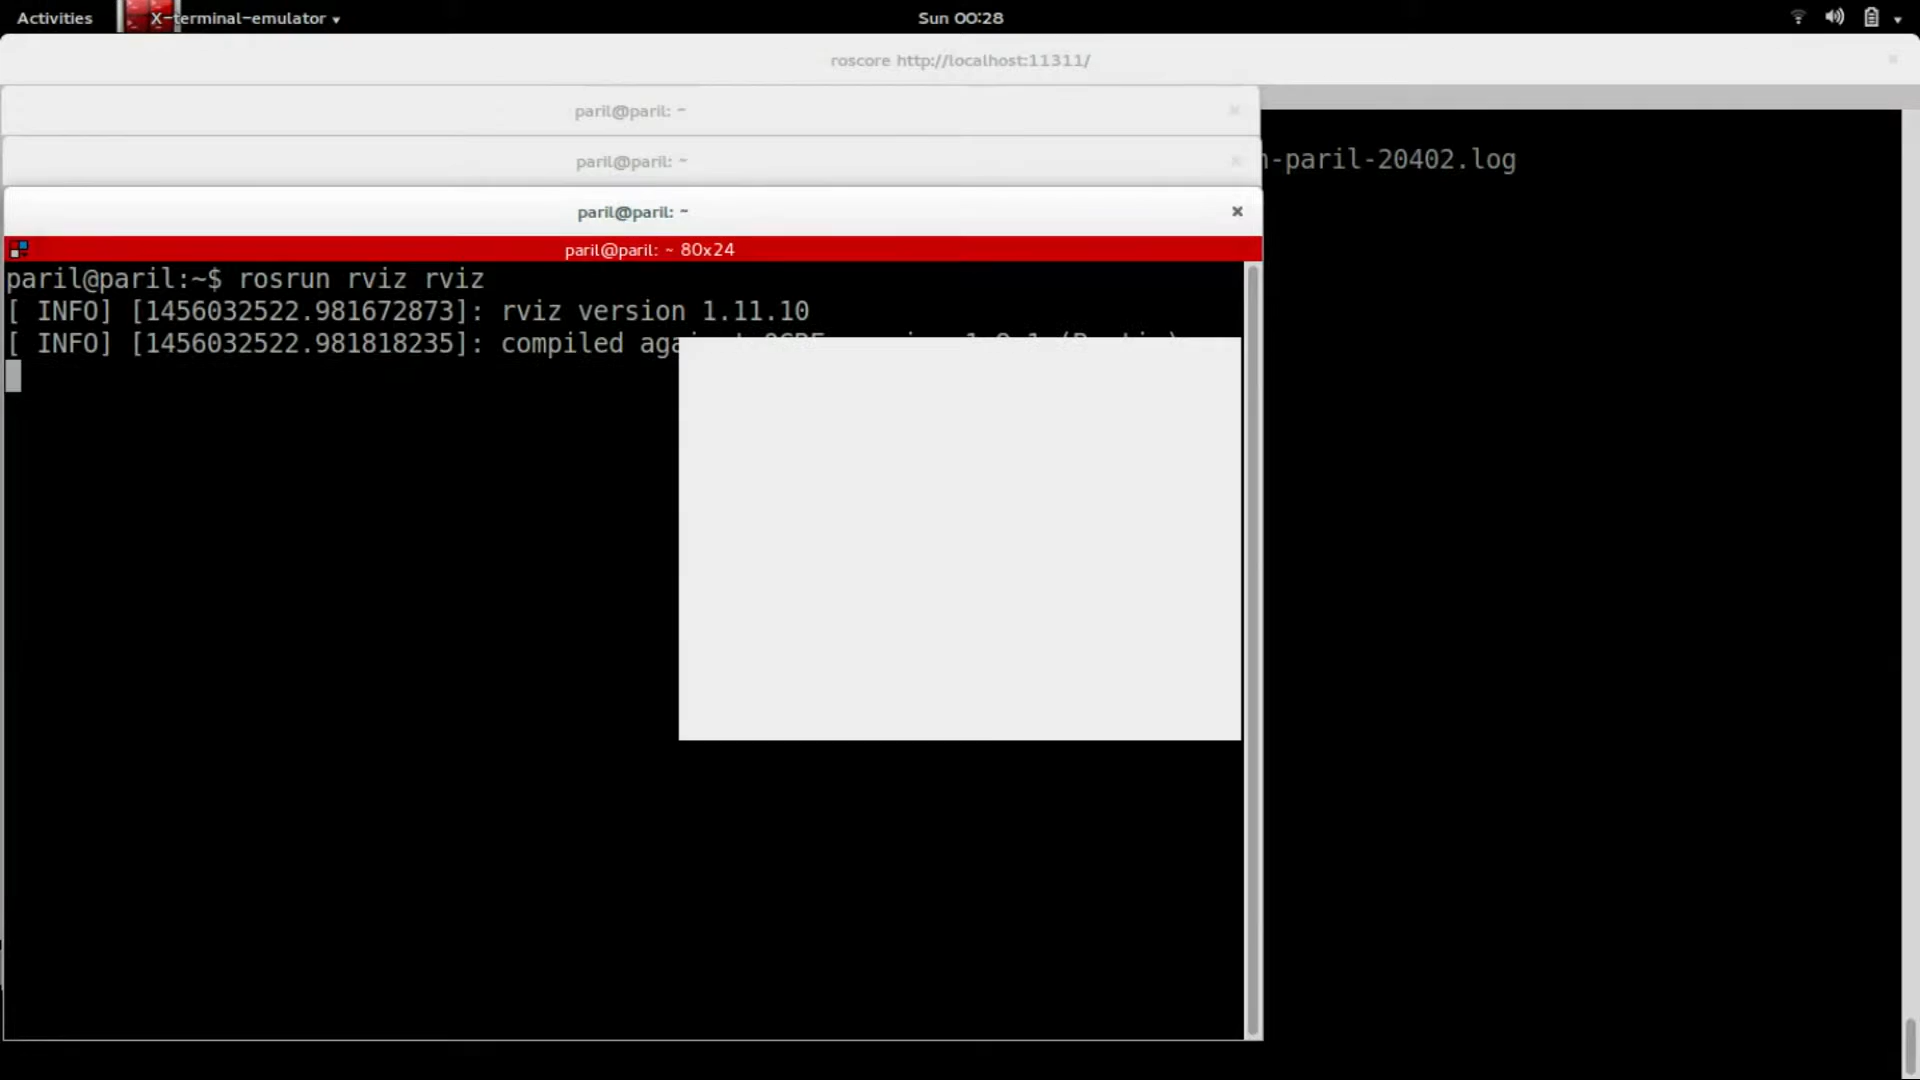 Activities X-terminal-emulator Sun 00:28
roscore http://localhost:11311/
paril@paril: ~
paril@paril: ~
-paril-20402.log
paril@paril: ~
paril@paril: ~ 80x24
paril@paril:~$ rosrun rviz rviz
[ INFO] [1456032522.981672873]: rviz version 1.11.10
[ INFO] [1456032522.981818235]: compiled